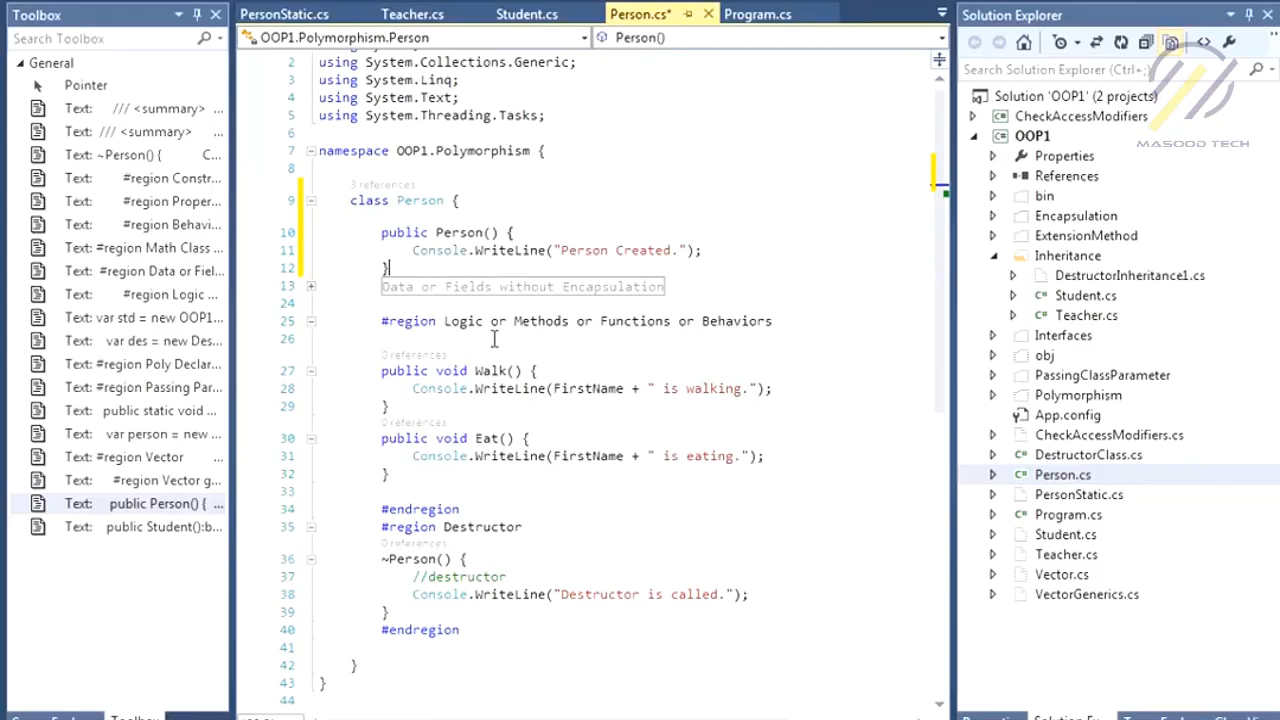 Toolbox
Search Toolbox
General
Pointer
Text: /// <summary> ...
Text: /// <summary> ...
Text: ~Person() { C...
Text: #region Constr...
Text: #region Proper...
Text: #region Behavi...
Text: #region Math Class ...
Text: #region Data or Fiel...
Text: #region Logic ...
Text: var std = new OOP1...
Text: var des = new Des...
Text: #region Poly Declar...
Text: #region Passing Par...
Text: public static void ...
Text: var person = new ...
Text: #region Vector
Text: #region Vector g...
Text: public Person() { ...
Text: public Student():b...
PersonStatic.cs Teacher.cs Student.cs Person.cs* Program.cs
OOP1.Polymorphism.Person Person()
2 using System.Collections.Generic;
3 using System.Linq;
4 using System.Text;
5 using System.Threading.Tasks;
6
7 namespace OOP1.Polymorphism {
8
3 references
9 class Person {
10 public Person() {
11 Console.WriteLine("Person Created.");
12 }
13 Data or Fields without Encapsulation
24
25 #region Logic or Methods or Functions or Behaviors
26
0 references
27 public void Walk() {
28 Console.WriteLine(FirstName + " is walking.");
29 }
0 references
30 public void Eat() {
31 Console.WriteLine(FirstName + " is eating.");
32 }
33
34 #endregion
35 #region Destructor
0 references
36 ~Person() {
37 //destructor
38 Console.WriteLine("Destructor is called.");
39 }
40 #endregion
41
42 }
43 }
44
Solution Explorer
Search Solution Explorer (Ctrl+;)
Solution 'OOP1' (2 projects)
CheckAccessModifiers
OOP1
Properties
References
bin
Encapsulation
ExtensionMethod
Inheritance
DestructorInheritance1.cs
Student.cs
Teacher.cs
Interfaces
obj
PassingClassParameter
Polymorphism
App.config
CheckAccessModifiers.cs
DestructorClass.cs
Person.cs
PersonStatic.cs
Program.cs
Student.cs
Teacher.cs
Vector.cs
VectorGenerics.cs
MASOOD TECH